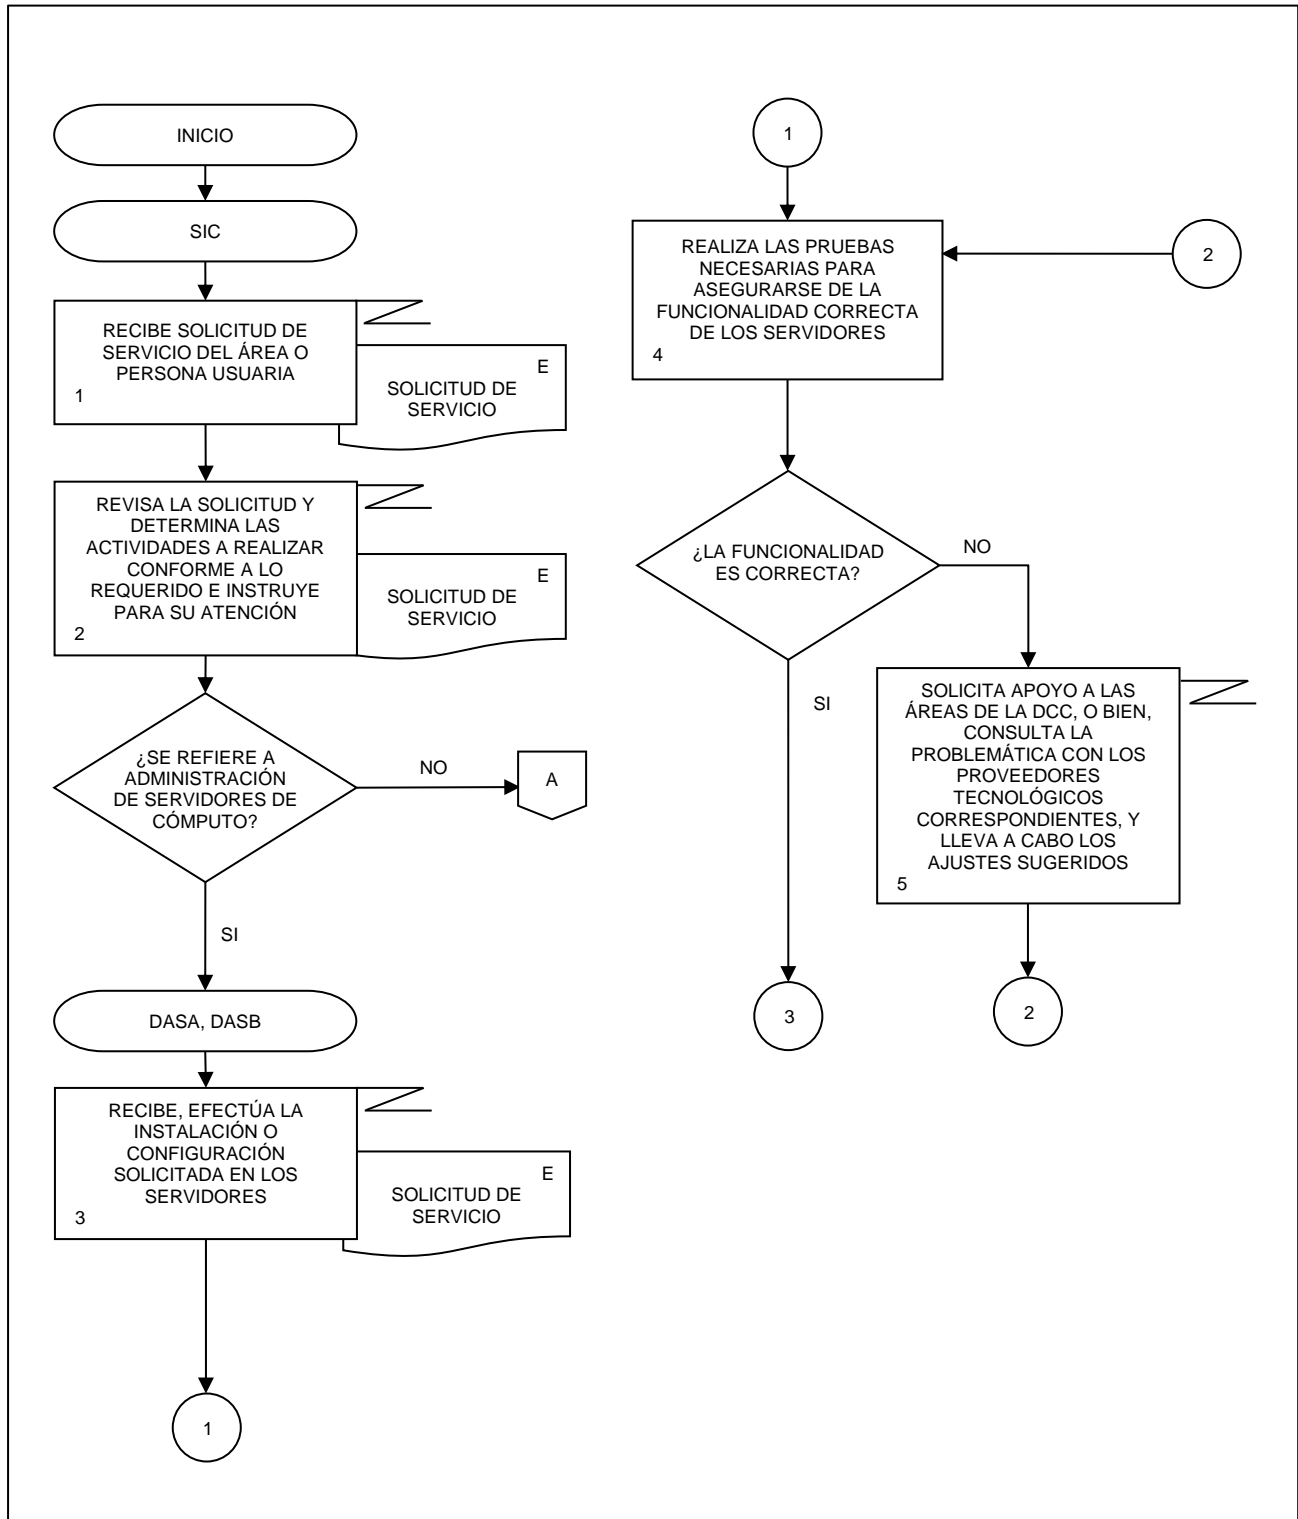 INICIO
SIC
RECIBE SOLICITUD DE
SERVICIO DEL ÁREA O
PERSONA USUARIA
1
E
SOLICITUD DE
SERVICIO
REVISA LA SOLICITUD Y
DETERMINA LAS
ACTIVIDADES A REALIZAR
CONFORME A LO
REQUERIDO E INSTRUYE
PARA SU ATENCIÓN
2
E
SOLICITUD DE
SERVICIO
¿SE REFIERE A
ADMINISTRACIÓN
DE SERVIDORES DE
CÓMPUTO?
NO
A
SI
DASA, DASB
RECIBE, EFECTÚA LA
INSTALACIÓN O
CONFIGURACIÓN
SOLICITADA EN LOS
SERVIDORES
3
E
SOLICITUD DE
SERVICIO
1
1
REALIZA LAS PRUEBAS
NECESARIAS PARA
ASEGURARSE DE LA
FUNCIONALIDAD CORRECTA
DE LOS SERVIDORES
4
2
¿LA FUNCIONALIDAD
ES CORRECTA?
NO
SI
SOLICITA APOYO A LAS
ÁREAS DE LA DCC, O BIEN,
CONSULTA LA
PROBLEMÁTICA CON LOS
PROVEEDORES
TECNOLÓGICOS
CORRESPONDIENTES, Y
LLEVA A CABO LOS
AJUSTES SUGERIDOS
5
3
2